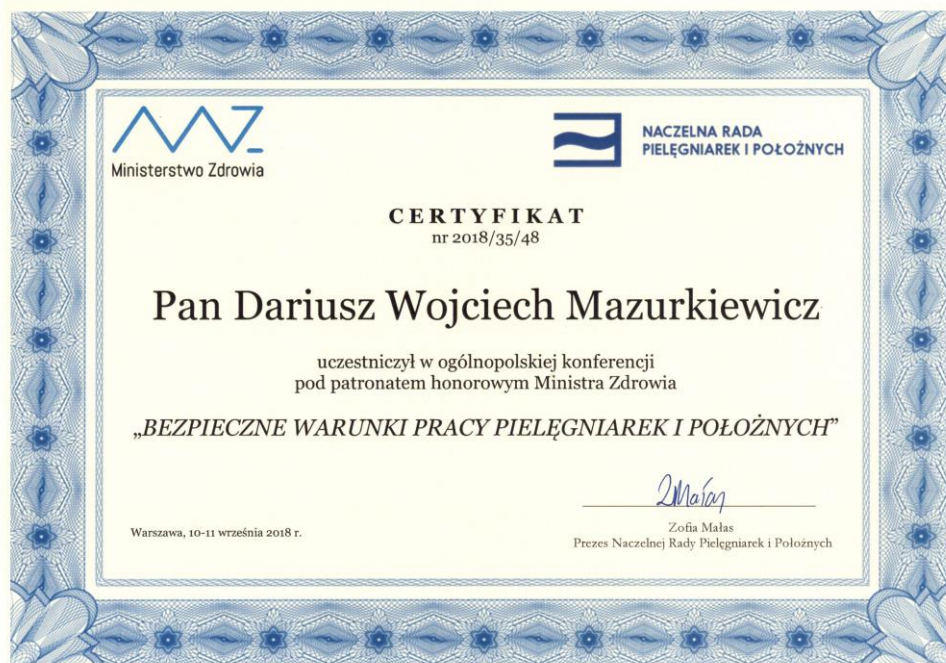 Ministerstwo Zdrowia
NACZELNA RADA
PIELĘGNIAREK I POŁOŻNYCH
CERTYFIKAT
nr 2018/35/48
Pan Dariusz Wojciech Mazurkiewicz
uczestniczył w ogólnopolskiej konferencji
pod patronatem honorowym Ministra Zdrowia
„BEZPIECZNE WARUNKI PRACY PIELĘGNIAREK I POŁOŻNYCH”
ZMałas
Warszawa, 10-11 września 2018 r.
Zofia Małas
Prezes Naczelnej Rady Pielęgniarek i Położnych